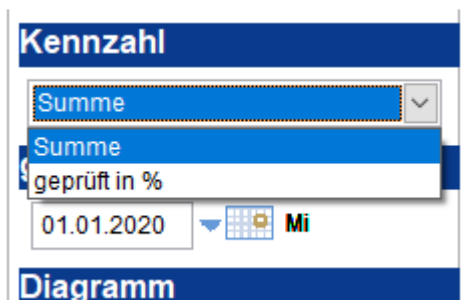 Kennzahl
Summe
Summe
geprüft in %
01.01.2020 Mi
Diagramm